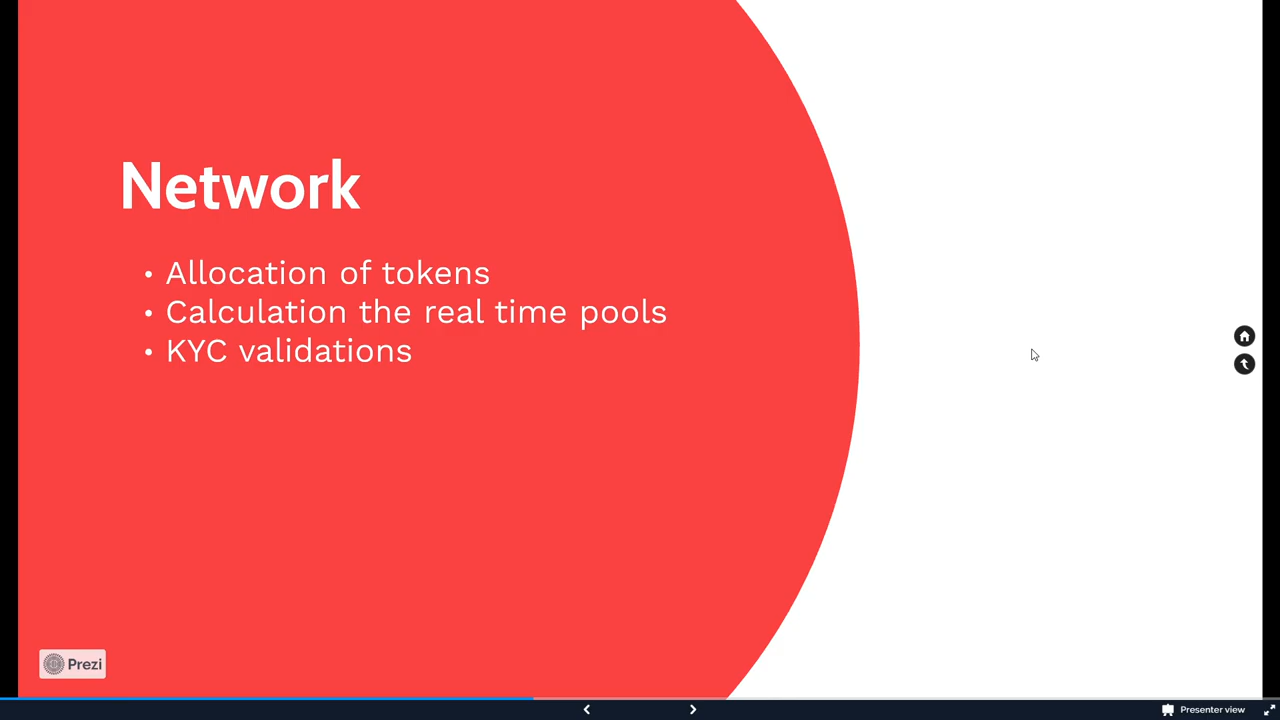 Network
• Allocation of tokens
• Calculation the real time pools
• KYC validations
Prezi
Presenter view